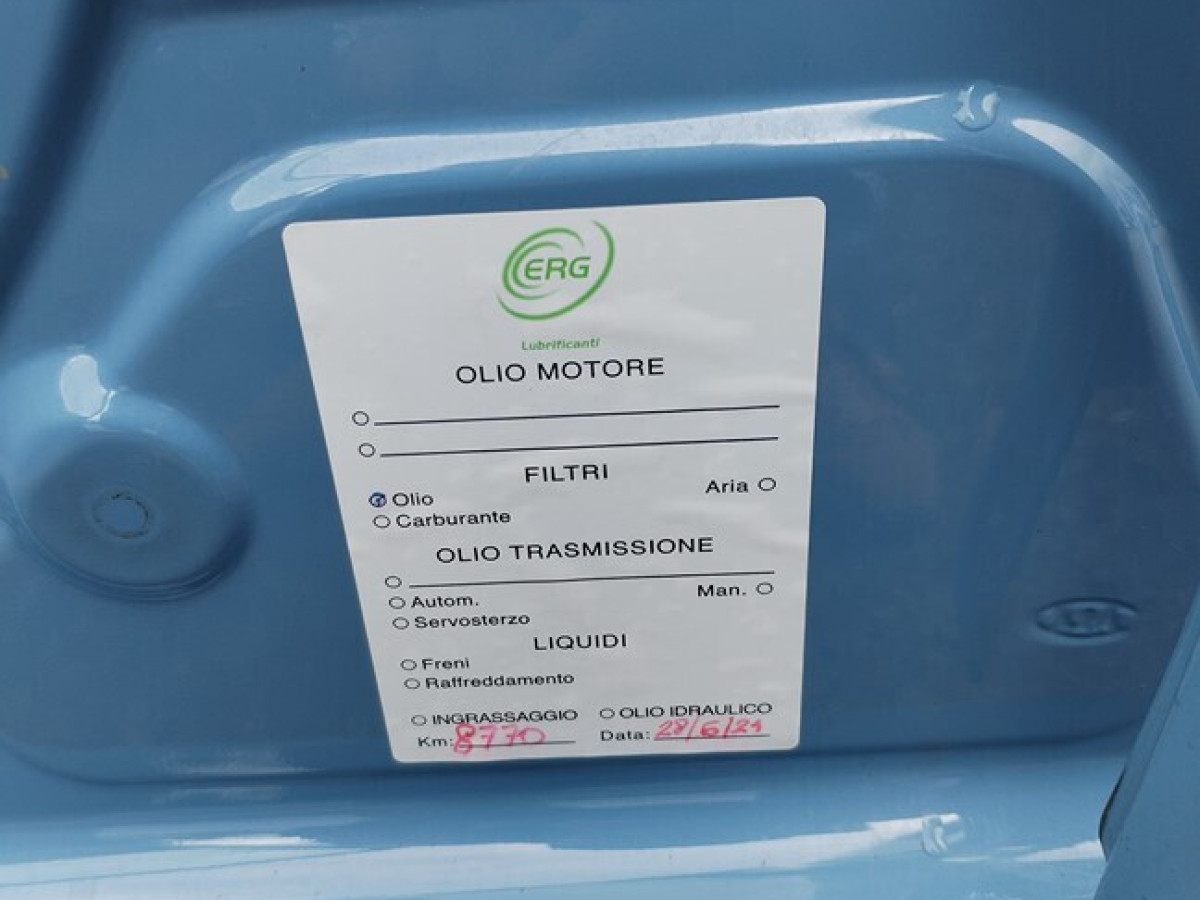 ERG
Lubrificanti
OLIO MOTORE
FILTRI
Olio Aria
Carburante
OLIO TRASMISSIONE
Autom. Man.
Servosterzo
LIQUIDI
Freni
Raffreddamento
INGRASSAGGIO OLIO IDRAULICO
Km: 8770 Data: 28/6/21